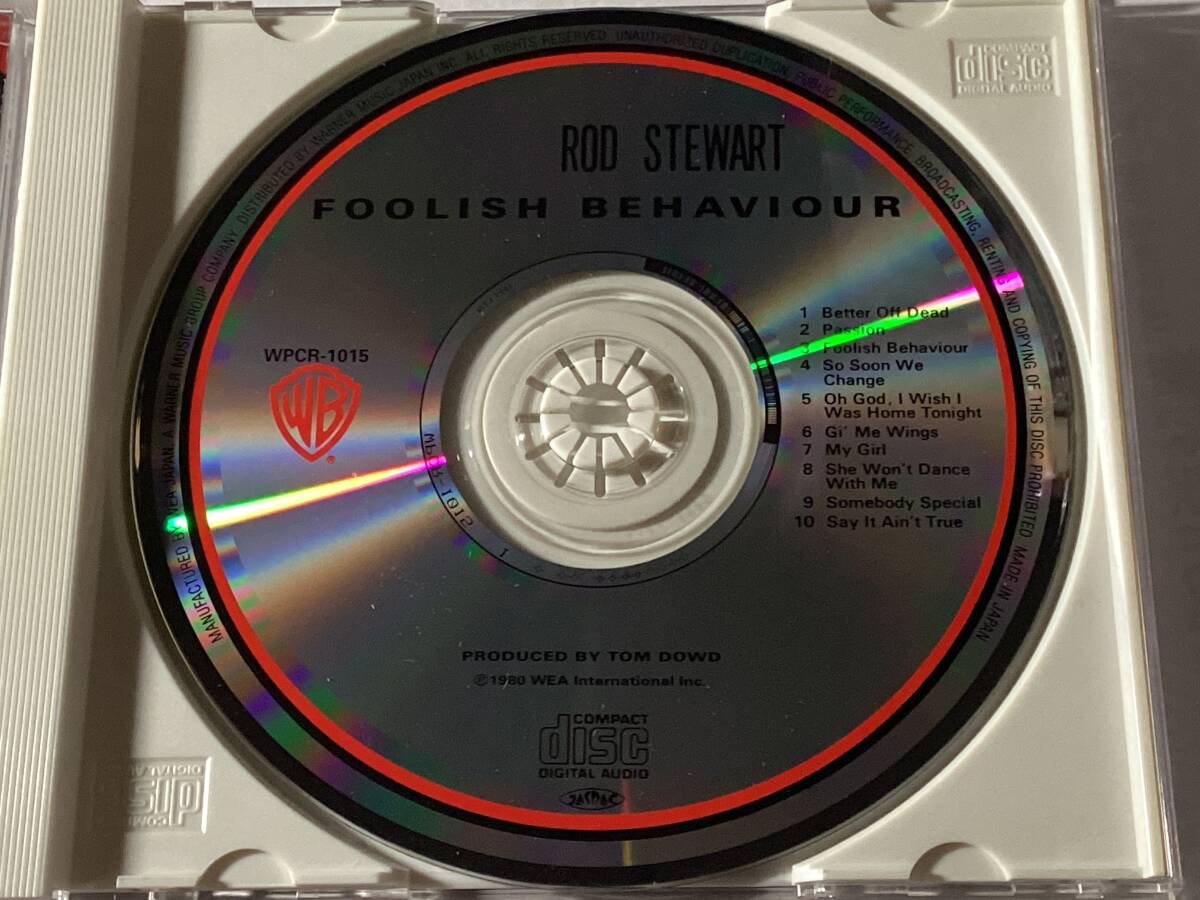 ROD STEWART
FOOLISH BEHAVIOUR
WPCR-1015
WB
®
1 Better Off Dead
2 Passion
3 Foolish Behaviour
4 So Soon We
Change
5 Oh God, I Wish I
Was Home Tonight
6 Gi' Me Wings
7 My Girl
8 She Won't Dance
With Me
9 Somebody Special
10 Say It Ain't True
PRODUCED BY TOM DOWD
℗1980 WEA International Inc.
COMPACT
disc
DIGITAL AUDIO
JASRAC
MANUFACTURED BY WEA JAPAN. A WARNER MUSIC GROUP COMPANY. DISTRIBUTED BY WARNER MUSIC JAPAN INC. ALL RIGHTS RESERVED. UNAUTHORIZED DUPLICATION, PUBLIC PERFORMANCE, BROADCASTING, RENTING AND COPYING OF THIS DISC PROHIBITED. MADE IN JAPAN
COMPACT
disc
DIGITAL AUDIO
disc